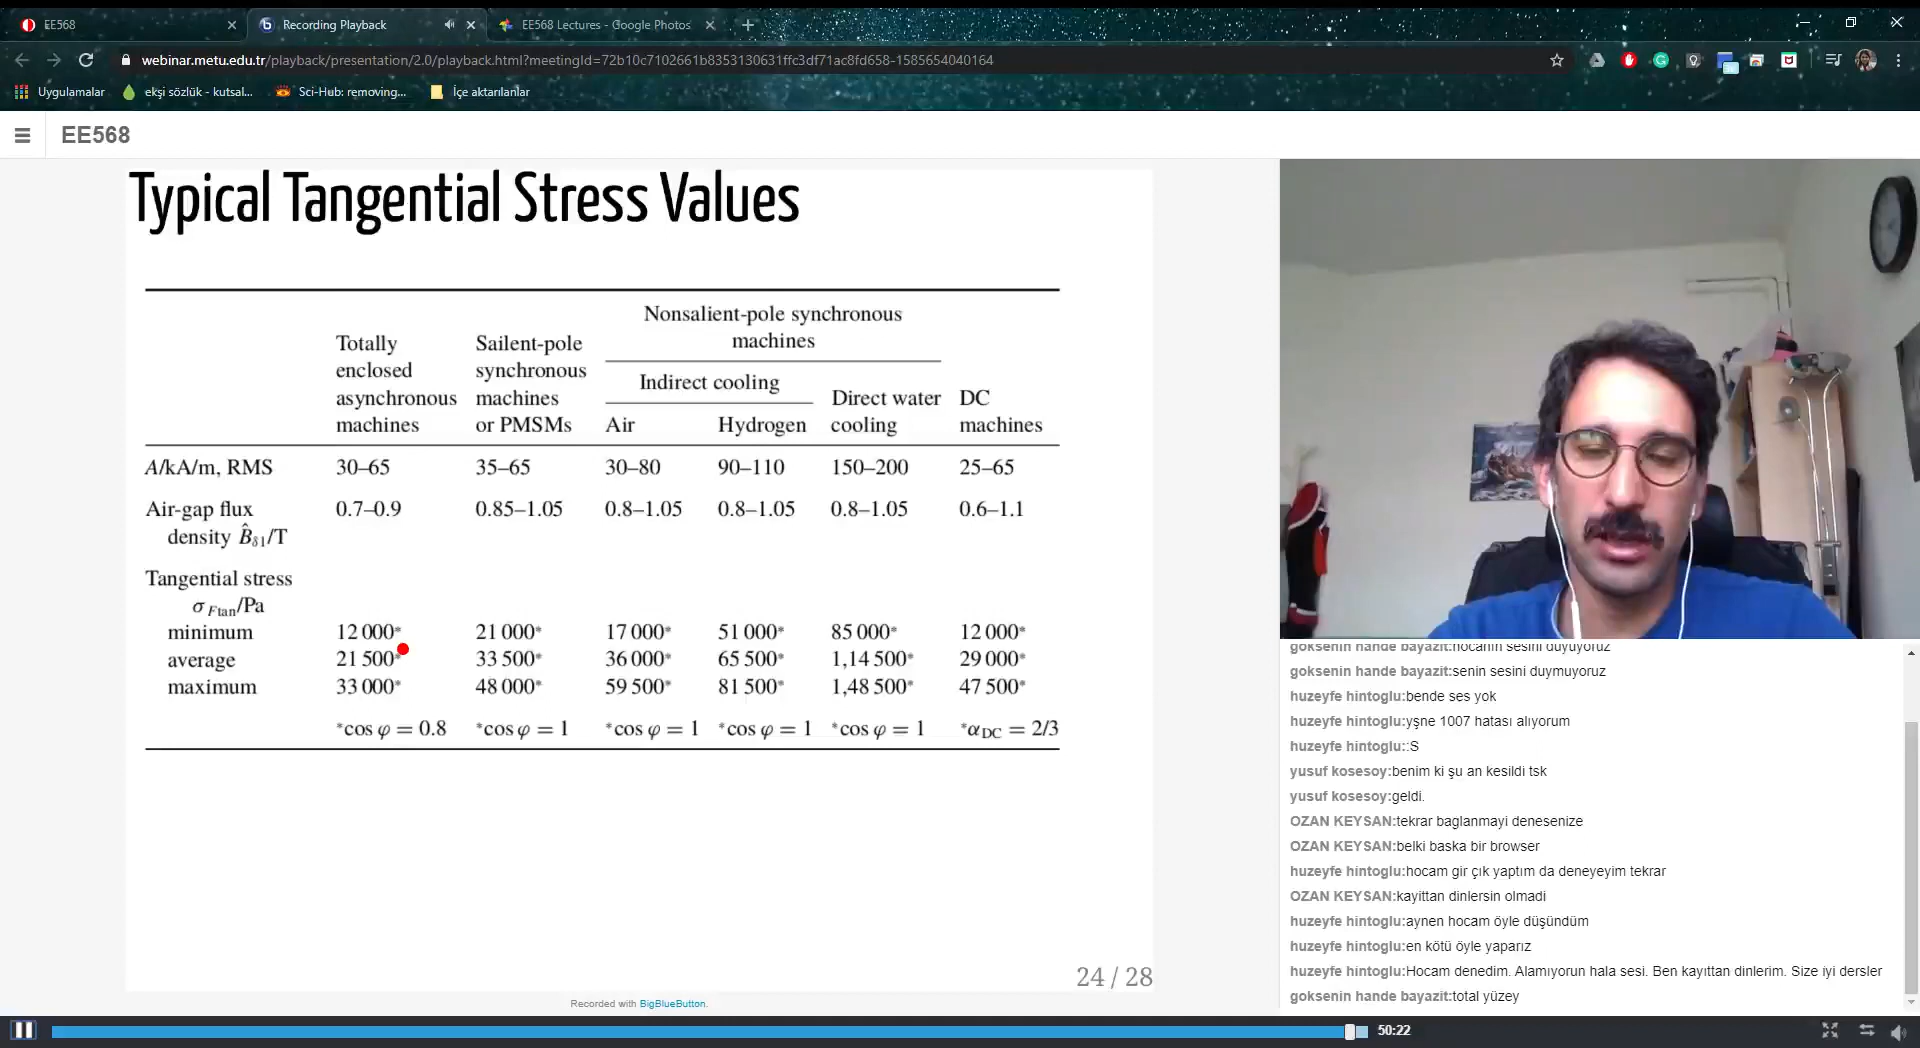 EE568
Recording Playback
EE568 Lectures - Google Photos
webinar.metu.edu.tr/playback/presentation/2.0/playback.html?meetingId=72b10c7102661b8353130631ffc3df71ac8fd658-1585654040164
Uygulamalar
ekşi sözlük - kutsal...
Sci-Hub: removing...
İçe aktarılanlar
EE568
Typical Tangential Stress Values
Nonsalient-pole synchronous
machines
Totally enclosed asynchronous machines
Sailent-pole synchronous machines or PMSMs
Indirect cooling
Air
Hydrogen
Direct water cooling
DC machines
A/kA/m, RMS 30–65 35–65 30–80 90–110 150–200 25–65
Air-gap flux 0.7–0.9 0.85–1.05 0.8–1.05 0.8–1.05 0.8–1.05 0.6–1.1
density B̂δ1/T
Tangential stress
σFtan/Pa
minimum 12 000* 21 000* 17 000* 51 000* 85 000* 12 000*
average 21 500* 33 500* 36 000* 65 500* 1,14 500* 29 000*
maximum 33 000* 48 000* 59 500* 81 500* 1,48 500* 47 500*
*cos φ = 0.8 *cos φ = 1 *cos φ = 1 *cos φ = 1 *cos φ = 1 *αDC = 2/3
24 / 28
Recorded with BigBlueButton.
goksenin hande bayazit:hocanin sesini duyuyoruz
goksenin hande bayazit:senin sesini duymuyoruz
huzeyfe hintoglu:bende ses yok
huzeyfe hintoglu:yşne 1007 hatası alıyorum
huzeyfe hintoglu::S
yusuf kosesoy:benim ki şu an kesildi tsk
yusuf kosesoy:geldi.
OZAN KEYSAN:tekrar baglanmayi denesenize
OZAN KEYSAN:belki baska bir browser
huzeyfe hintoglu:hocam gir çık yaptım da deneyeyim tekrar
OZAN KEYSAN:kayittan dinlersin olmadi
huzeyfe hintoglu:aynen hocam öyle düşündüm
huzeyfe hintoglu:en kötü öyle yaparız
huzeyfe hintoglu:Hocam denedim. Alamıyorun hala sesi. Ben kayıttan dinlerim. Size iyi dersler
goksenin hande bayazit:total yüzey
50:22